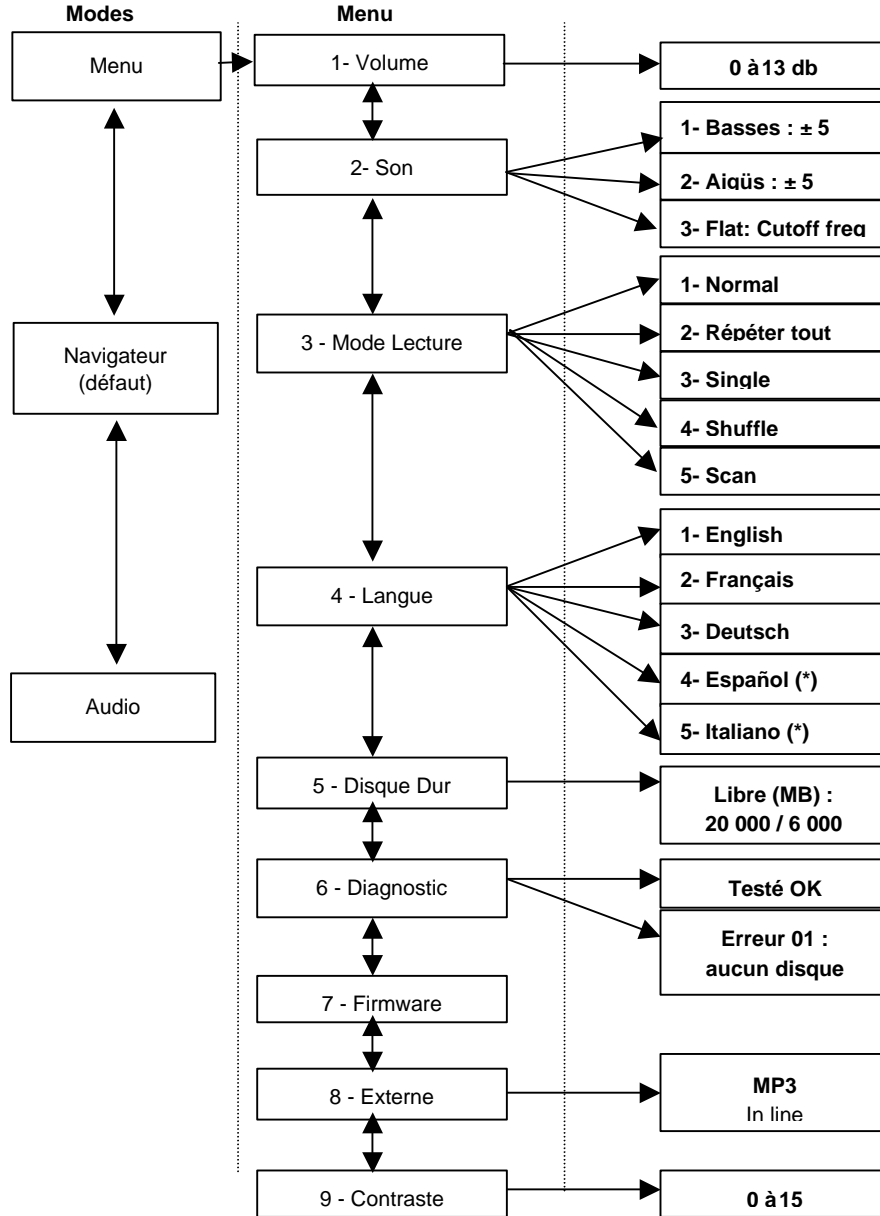 Modes
Menu
Menu
1- Volume
0 à13 db
1- Basses : ± 5
2- Son
2- Aigüs : ± 5
3- Flat: Cutoff freq
1- Normal
3 - Mode Lecture
2- Répéter tout
Navigateur
(défaut)
3- Single
4- Shuffle
5- Scan
1- English
4 - Langue
2- Français
3- Deutsch
4- Español (*)
Audio
5- Italiano (*)
5 - Disque Dur
Libre (MB) :
20 000 / 6 000
6 - Diagnostic
Testé OK
Erreur 01 :
aucun disque
7 - Firmware
8 - Externe
MP3
In line
9 - Contraste
0 à15